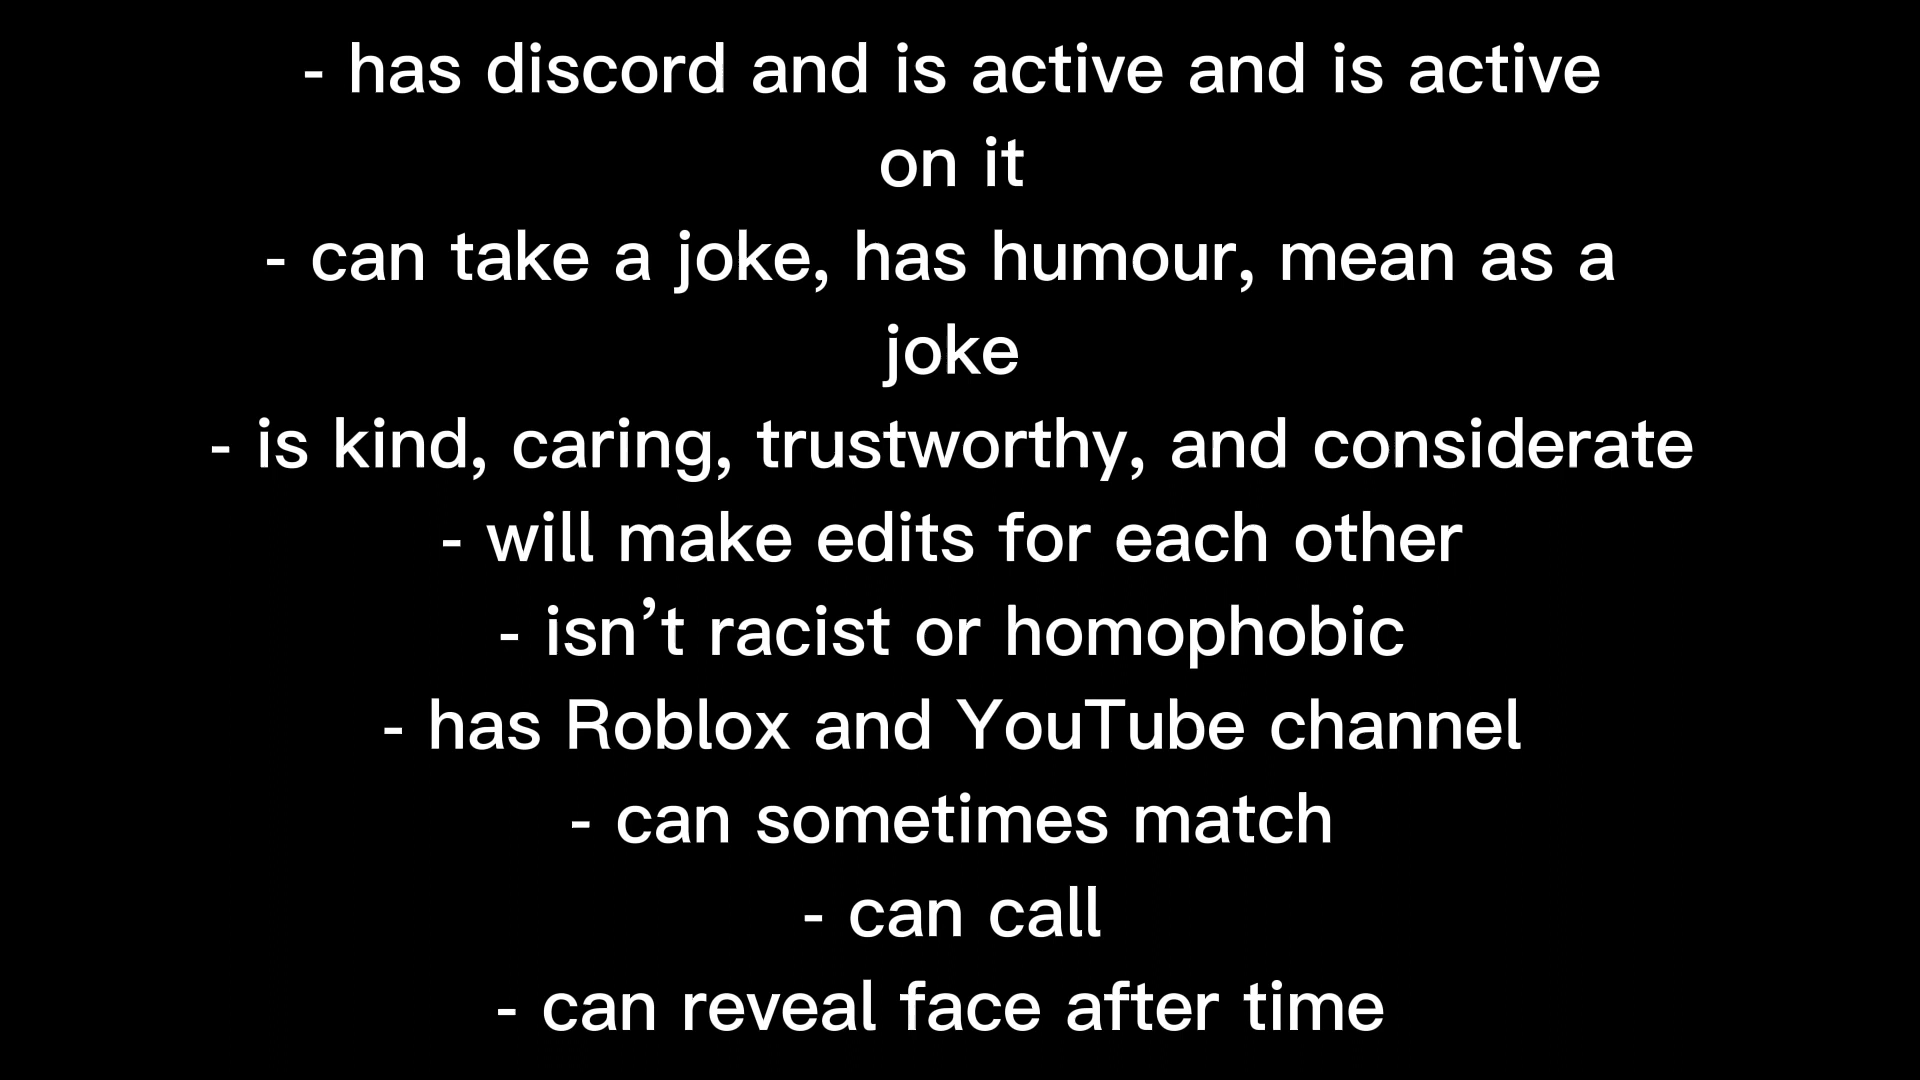 - has discord and is active and is active
on it
- can take a joke, has humour, mean as a
joke
- is kind, caring, trustworthy, and considerate
- will make edits for each other
- isn’t racist or homophobic
- has Roblox and YouTube channel
- can sometimes match
- can call
- can reveal face after time